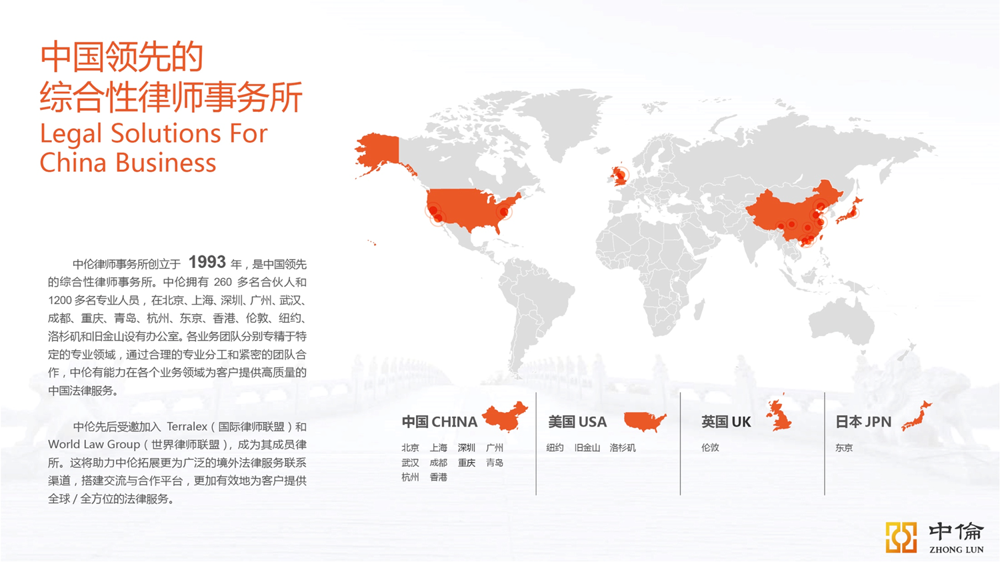 中国领先的
综合性律师事务所
Legal Solutions For
China Business
中伦律师事务所创立于 1993 年，是中国领先
的综合性律师事务所。中伦拥有 260 多名合伙人和
1200 多名专业人员，在北京、上海、深圳、广州、武汉、
成都、重庆、青岛、杭州、东京、香港、伦敦、纽约、
洛杉矶和旧金山设有办公室。各业务团队分别专精于特
定的专业领域，通过合理的专业分工和紧密的团队合
作，中伦有能力在各个业务领域为客户提供高质量的
中国法律服务。
中伦先后受邀加入 Terralex（国际律师联盟）和
World Law Group（世界律师联盟），成为其成员律
所。这将助力中伦拓展更为广泛的境外法律服务联系
渠道，搭建交流与合作平台，更加有效地为客户提供
全球 / 全方位的法律服务。
中国 CHINA
北京 上海 深圳 广州
武汉 成都 重庆 青岛
杭州 香港
美国 USA
纽约 旧金山 洛杉矶
英国 UK
伦敦
日本 JPN
东京
中倫
ZHONG LUN